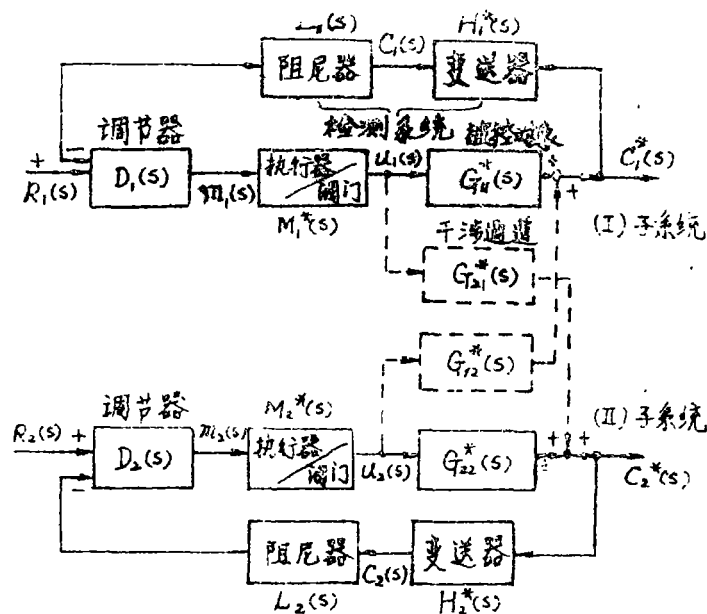 L₁(s)
C₁(s)
H₁*(s)
阻尼器
变送器
检测系统
调节器
R₁(s)
+
−
D₁(s)
m₁(s)
执行器
阀门
M₁*(s)
u₁(s)
G₁₁*(s)
+
+
C₁*(s)
(I)子系统
干涉通道
G₂₁*(s)
G₁₂*(s)
(II)子系统
调节器
M₂*(s)
R₂(s)
+
−
D₂(s)
m₂(s)
执行器
阀门
u₂(s)
G₂₂*(s)
+
+
C₂*(s)
阻尼器
C₂(s)
变送器
L₂(s)
H₂*(s)